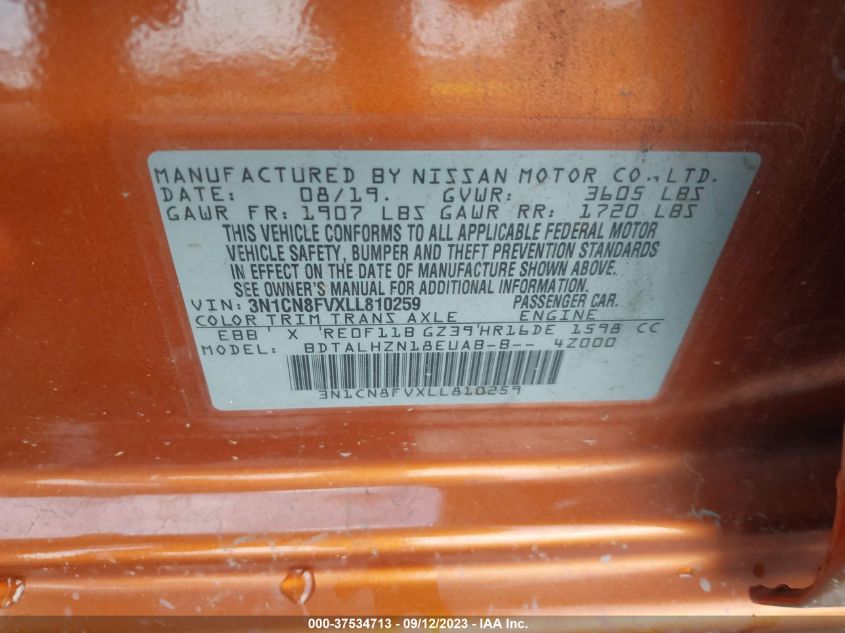 MANUFACTURED BY NISSAN MOTOR CO., LTD.
DATE: 08/19. GVWR: 3605 LBS
GAWR FR: 1907 LBS GAWR RR: 1720 LBS
THIS VEHICLE CONFORMS TO ALL APPLICABLE FEDERAL MOTOR
VEHICLE SAFETY, BUMPER AND THEFT PREVENTION STANDARDS
IN EFFECT ON THE DATE OF MANUFACTURE SHOWN ABOVE.
SEE OWNER'S MANUAL FOR ADDITIONAL INFORMATION.
VIN: 3N1CN8FVXLL810259 PASSENGER CAR.
COLOR TRIM TRANS AXLE ENGINE
EBB X RE0F11B GZ39 HR16DE 1598 CC
MODEL: BDTALHZN18EUAB-B-- 4Z000
3N1CN8FVXLL810259
000-37534713 - 09/12/2023 - IAA Inc.